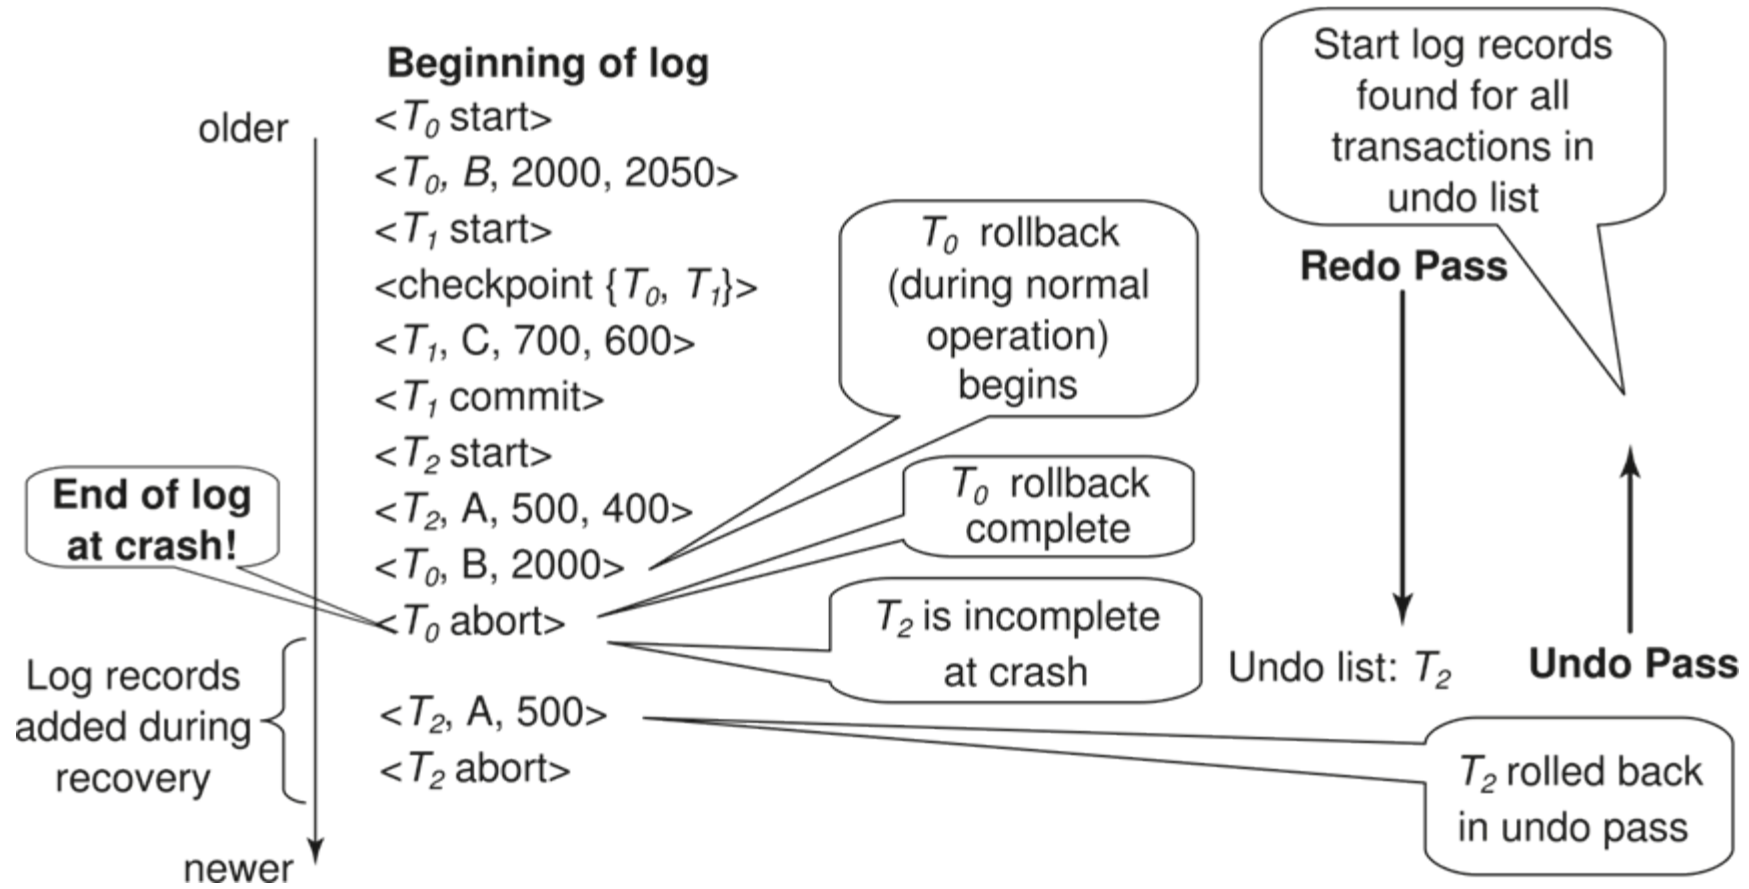 Beginning of log
older
<T0 start>
<T0, B, 2000, 2050>
<T1 start>
<checkpoint {T0, T1}>
<T1, C, 700, 600>
<T1 commit>
<T2 start>
<T2, A, 500, 400>
<T0, B, 2000>
<T0 abort>
<T2, A, 500>
<T2 abort>
newer
End of log
at crash!
Log records
added during
recovery
T0 rollback
(during normal
operation)
begins
T0 rollback
complete
T2 is incomplete
at crash
Start log records
found for all
transactions in
undo list
Redo Pass
Undo list: T2
Undo Pass
T2 rolled back
in undo pass